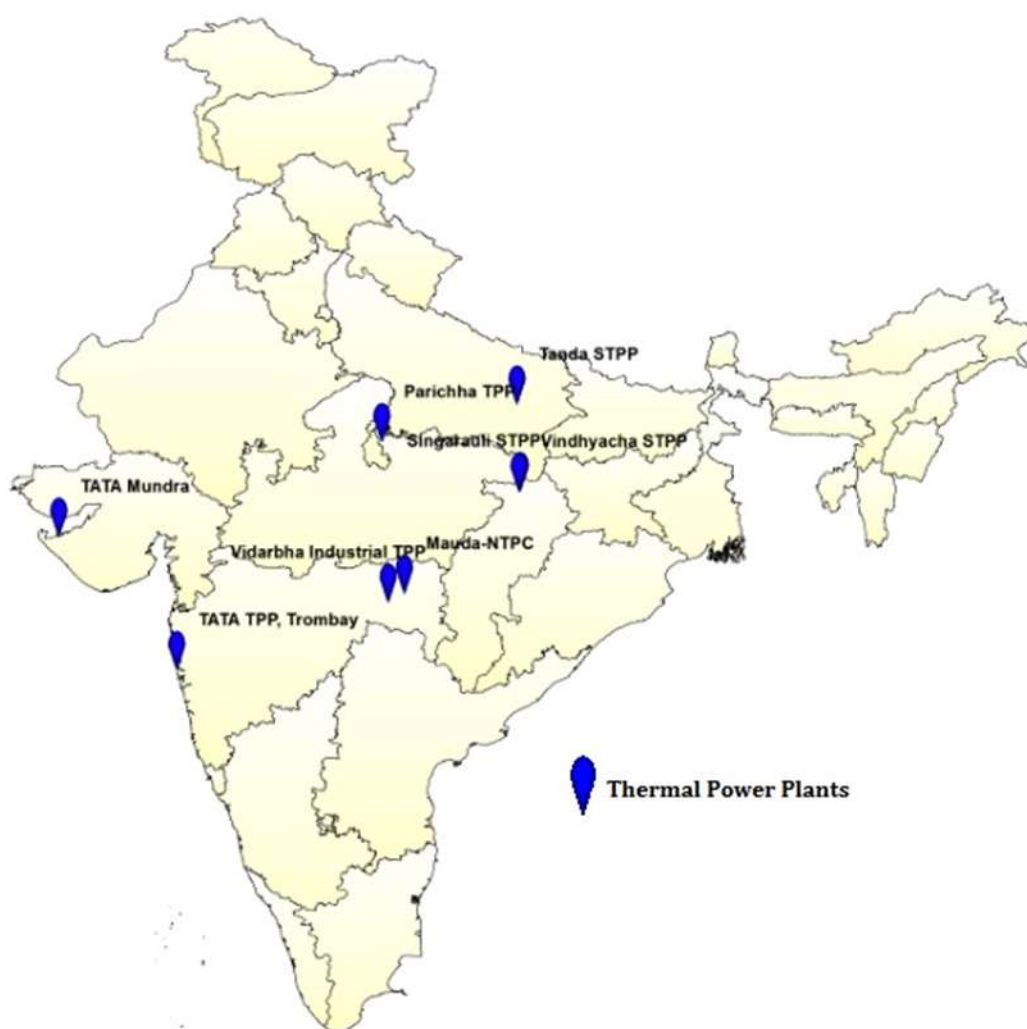 Tanda STPP
Parichha TPP
Singarauli STPP Vindhyacha STPP
TATA Mundra
Mauda-NTPC
Vidarbha Industrial TPP
TATA TPP, Trombay
Thermal Power Plants